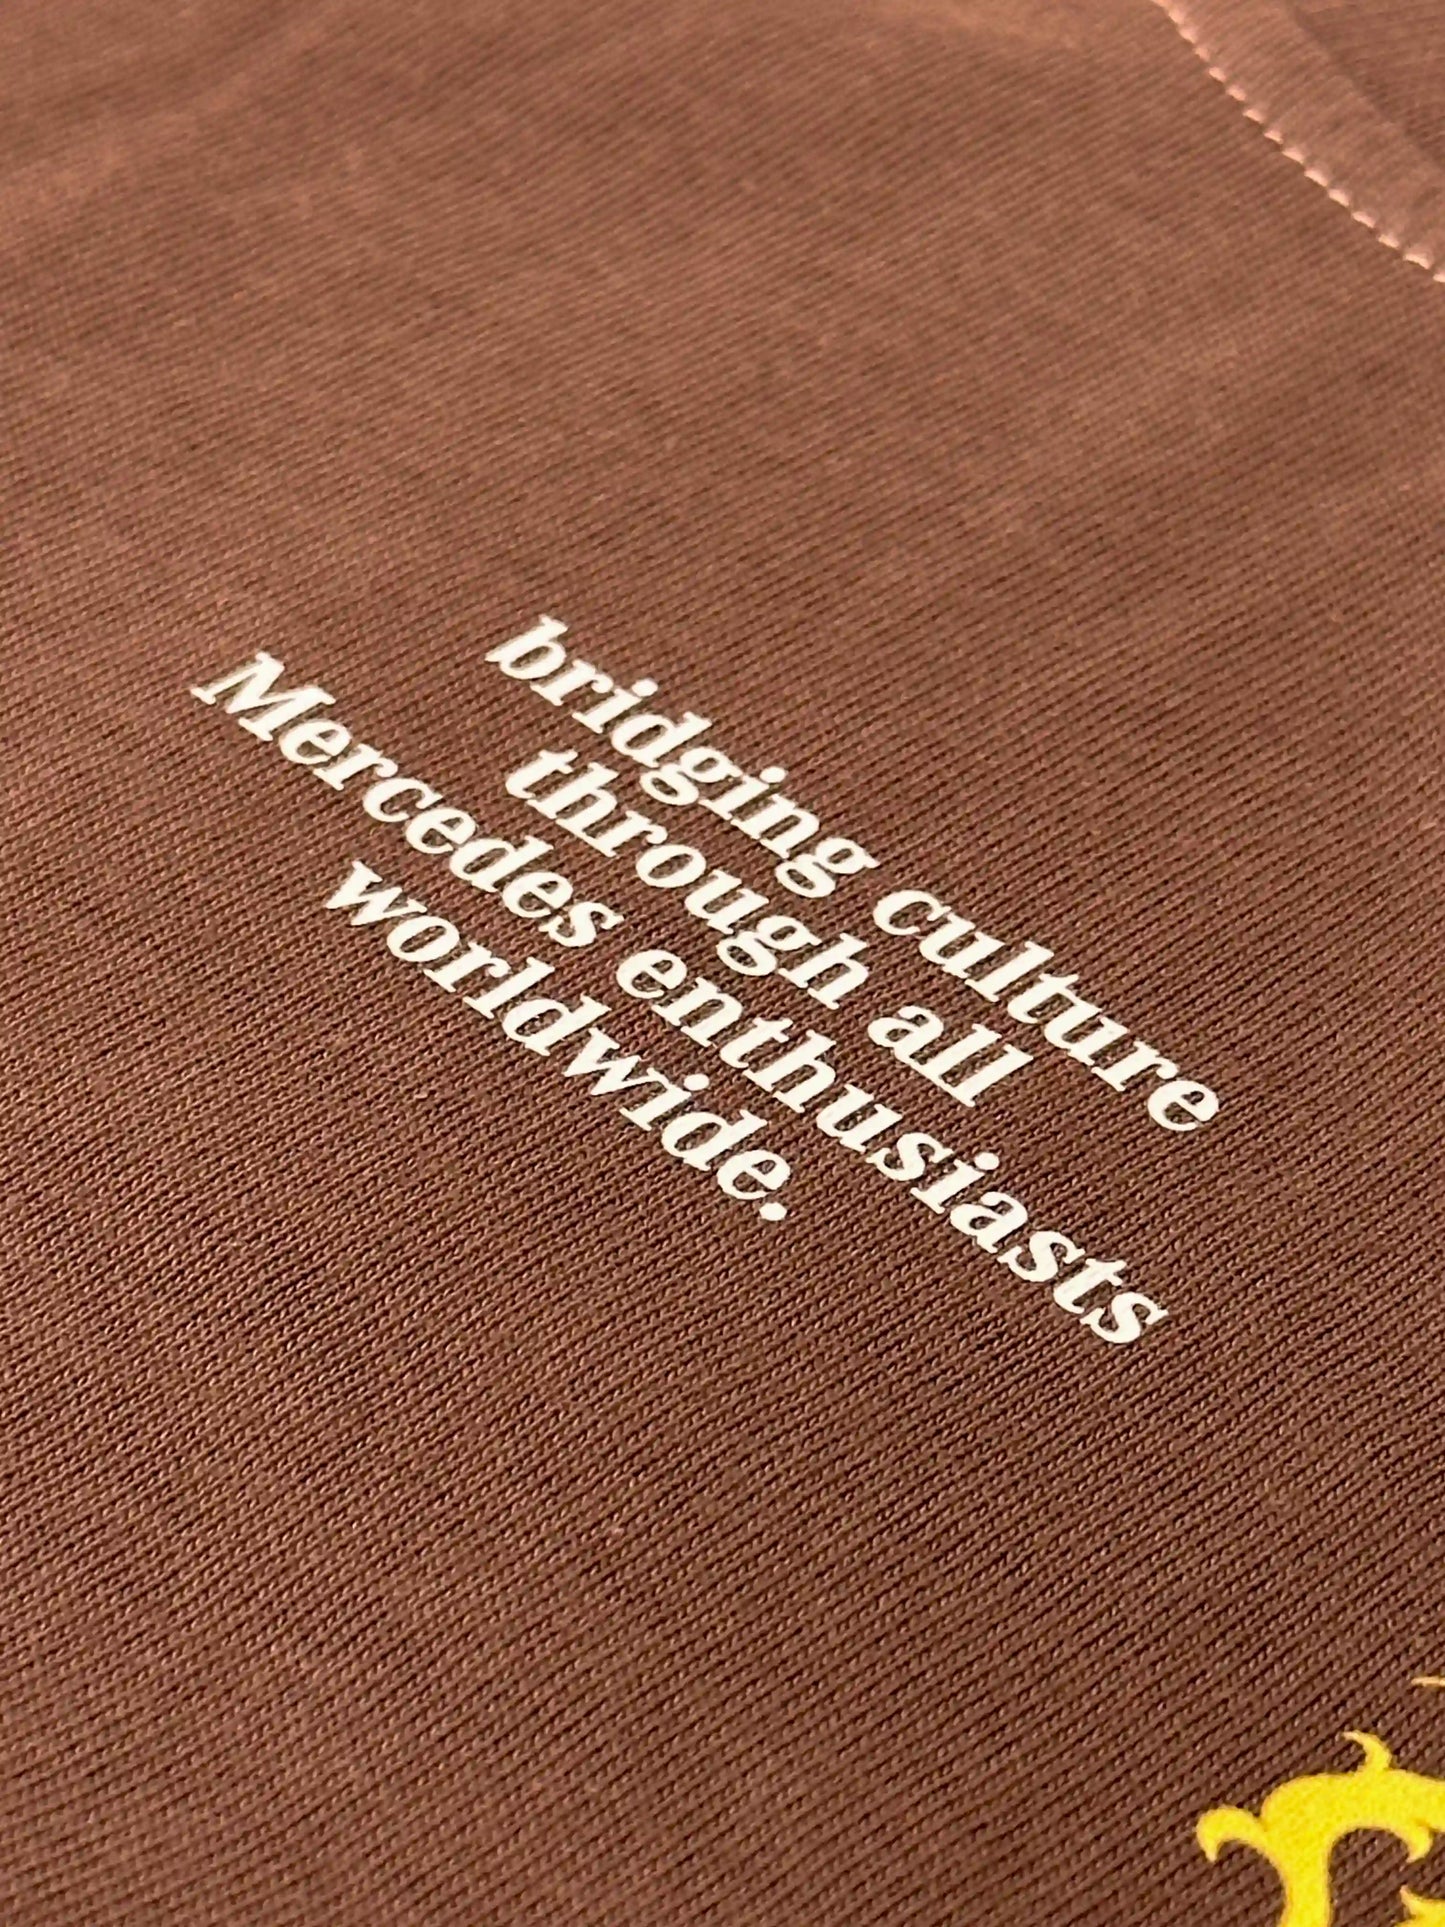 bridging culture
through all
Mercedes enthusiasts
worldwide.